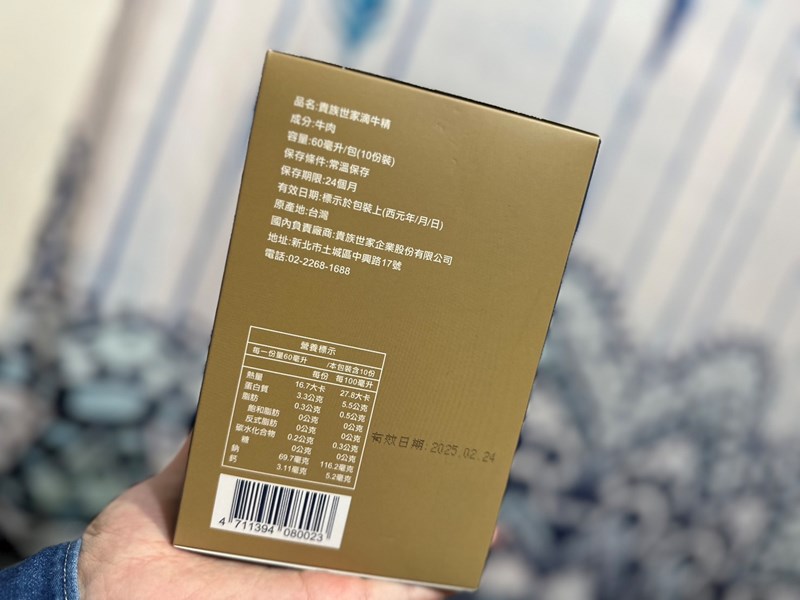 品名:貴族世家滴牛精
成分:牛肉
容量:60毫升/包(10份裝)
保存條件:常溫保存
保存期限:24個月
有效日期:標示於包裝上(西元年/月/日)
原產地:台灣
國內負責廠商:貴族世家企業股份有限公司
地址:新北市土城區中興路17號
電話:02-2268-1688
營養標示
每一份量60毫升 /本包裝含10份
每份 每100毫升
熱量 16.7大卡 27.8大卡
蛋白質 3.3公克 5.5公克
脂肪 0.3公克 0.5公克
飽和脂肪 0公克 0公克
反式脂肪 0公克 0公克
碳水化合物 0.2公克 0.3公克
糖 0公克 0公克
鈉 69.7毫克 116.2毫克
鈣 3.11毫克 5.2毫克
有效日期:2025.02.24
4 711394 080023